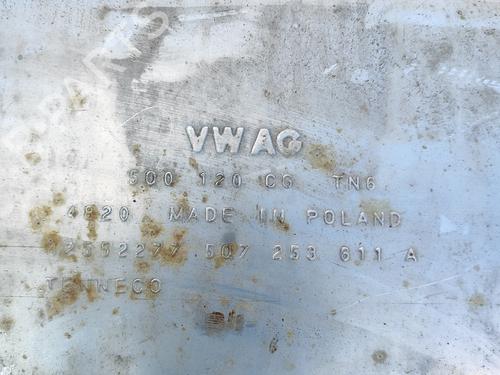 VWAG
500 120 CG TN6
4820 MADE IN POLAND
507 253 611 A
TENNECO